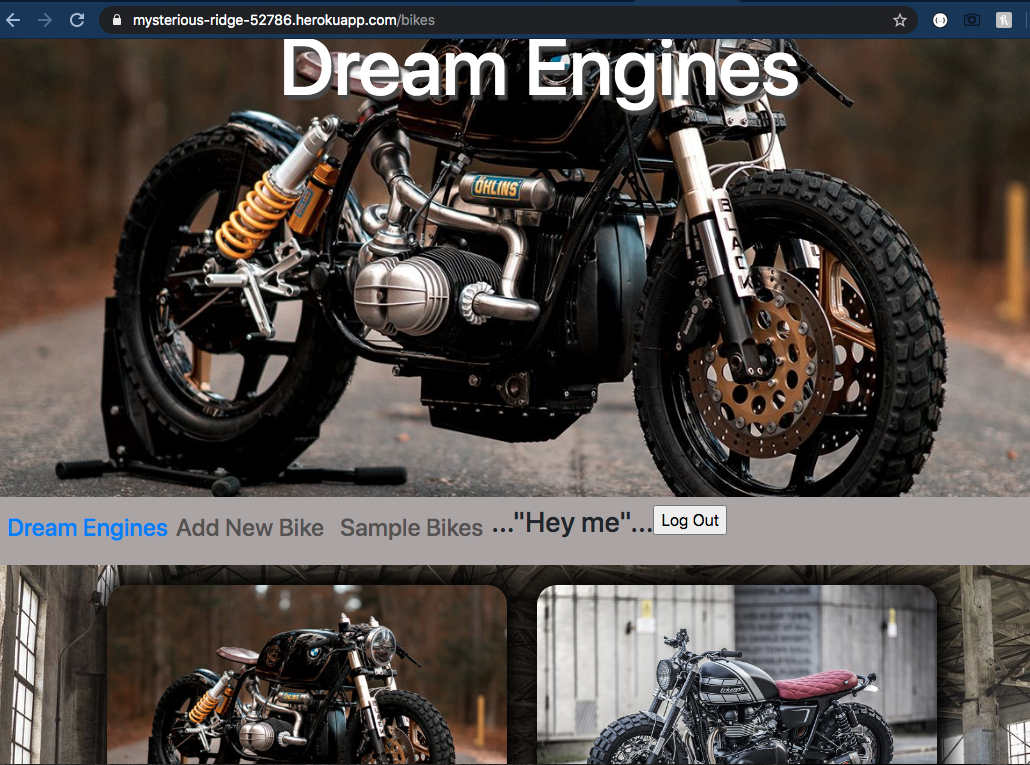 mysterious-ridge-52786.herokuapp.com/bikes
Dream Engines
ÖHLINS
BLACK
Dream Engines Add New Bike Sample Bikes ..."Hey me"... Log Out
ÖHLINS